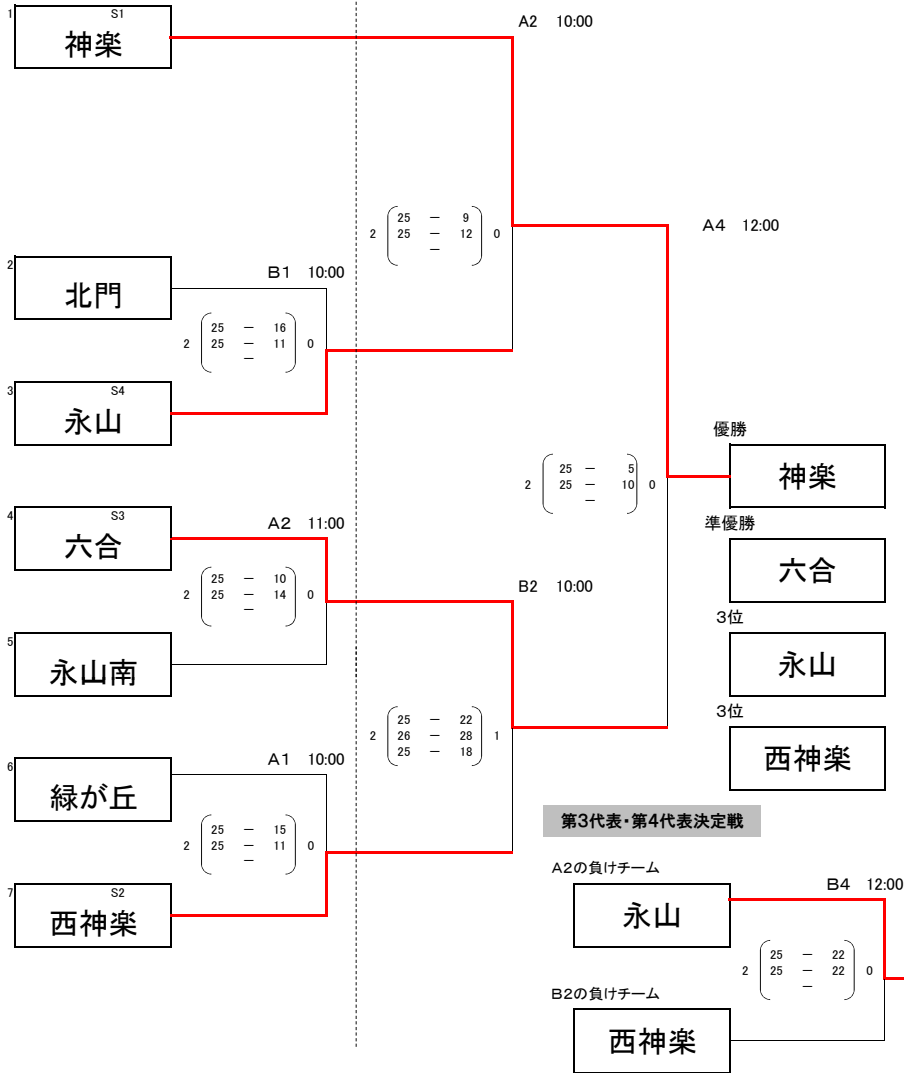 1 S1
神楽
A2 10:00
2 25 － 9 0
25 － 12
－
A4 12:00
2
北門
B1 10:00
2 25 － 16 0
25 － 11
－
3 S4
永山
優勝
神楽
2 25 － 5 0
25 － 10
－
4 S3
六合
A2 11:00
準優勝
六合
2 25 － 10 0
25 － 14
－
B2 10:00
3位
永山
5
永山南
3位
西神楽
2 25 － 22 1
26 － 28
25 － 18
6
緑が丘
A1 10:00
2 25 － 15 0
25 － 11
－
第3代表・第4代表決定戦
7 S2
西神楽
A2の負けチーム
永山
B4 12:00
2 25 － 22 0
25 － 22
－
B2の負けチーム
西神楽